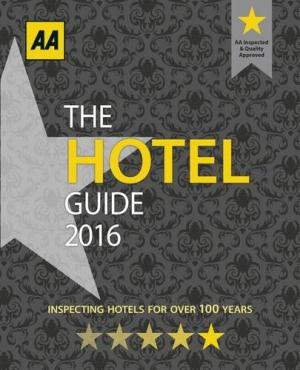 AA
AA Inspected
& Quality
Approved
THE
HOTEL
GUIDE
2016
INSPECTING HOTELS FOR OVER 100 YEARS